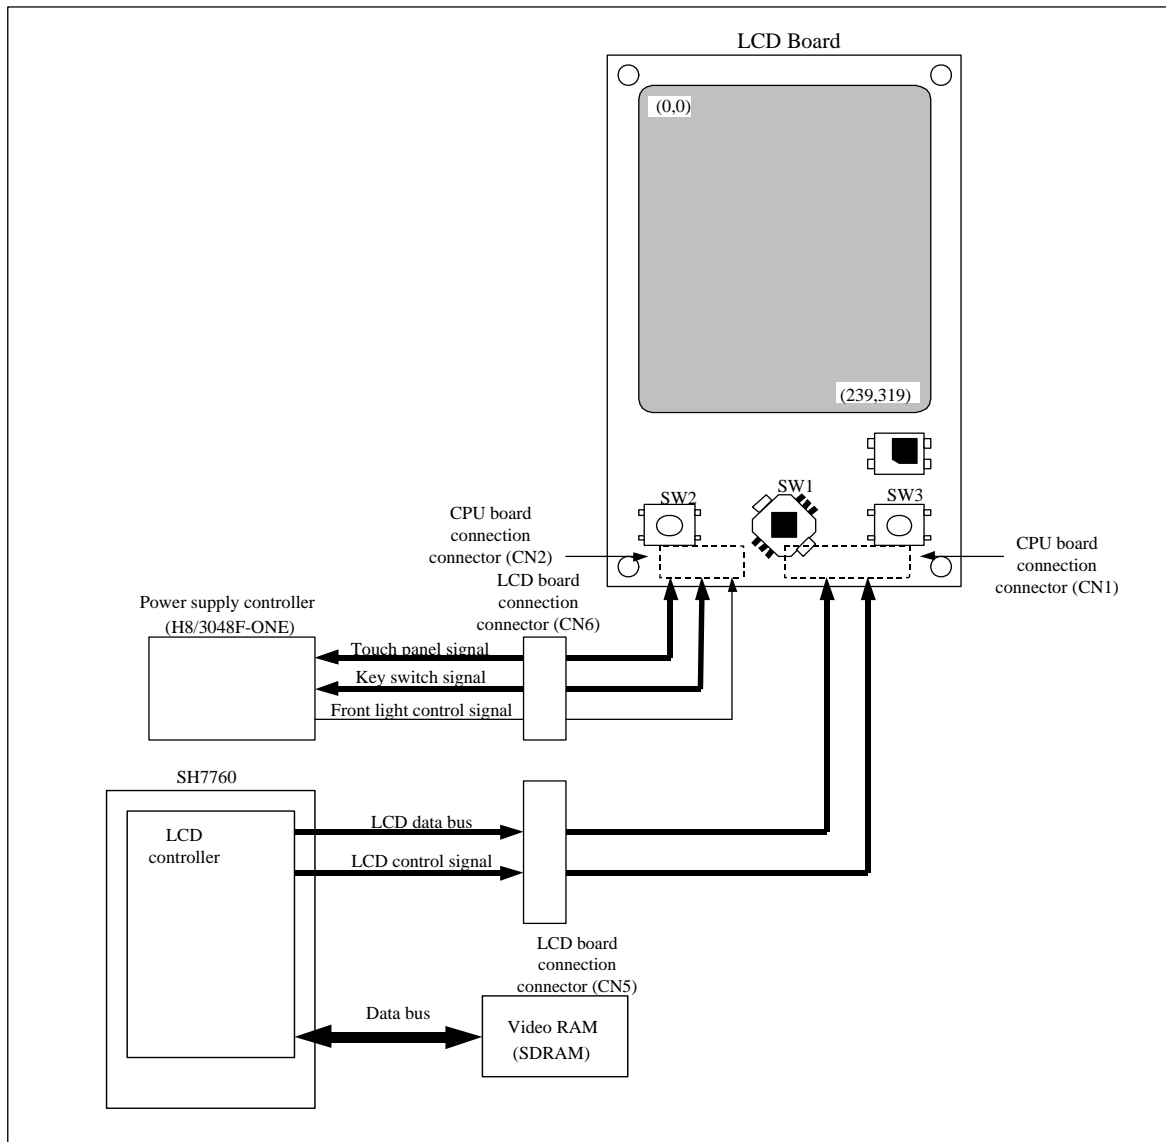 LCD Board
(0,0)
(239,319)
SW1
SW2
SW3
CPU board
connection
connector (CN2)
CPU board
connection
connector (CN1)
LCD board
connection
connector (CN6)
Power supply controller
(H8/3048F-ONE)
Touch panel signal
Key switch signal
Front light control signal
SH7760
LCD
controller
LCD data bus
LCD control signal
LCD board
connection
connector (CN5)
Data bus
Video RAM
(SDRAM)